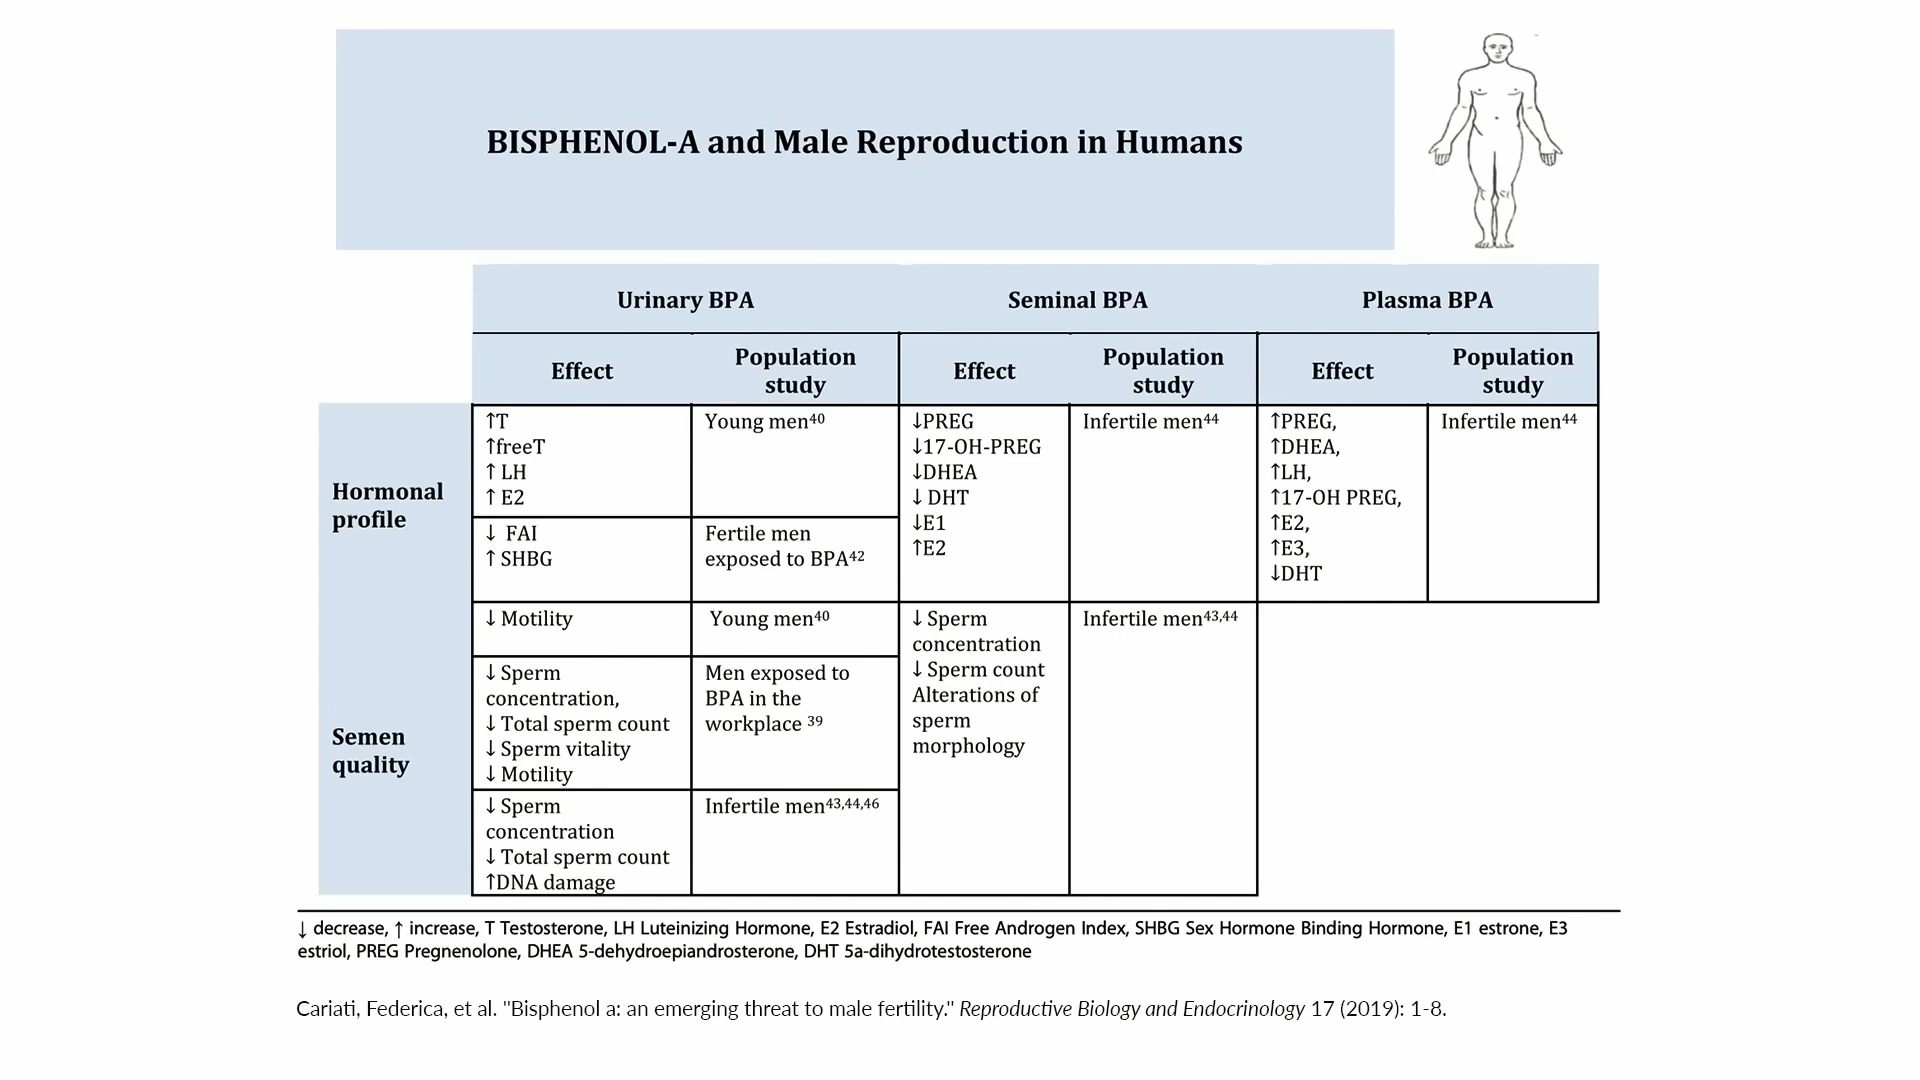 BISPHENOL-A and Male Reproduction in Humans
Urinary BPA
Seminal BPA
Plasma BPA
Effect
Population
study
Effect
Population
study
Effect
Population
study
Hormonal
profile
↑T
↑freeT
↑ LH
↑ E2
Young men40
↓ FAI
↑ SHBG
Fertile men
exposed to BPA42
↓PREG
↓17-OH-PREG
↓DHEA
↓ DHT
↓E1
↑E2
Infertile men44
↑PREG,
↑DHEA,
↑LH,
↑17-OH PREG,
↑E2,
↑E3,
↓DHT
Infertile men44
Semen
quality
↓ Motility
Young men40
↓ Sperm
concentration,
↓ Total sperm count
↓ Sperm vitality
↓ Motility
Men exposed to
BPA in the
workplace 39
↓ Sperm
concentration
↓ Total sperm count
↑DNA damage
Infertile men43,44,46
↓ Sperm
concentration
↓ Sperm count
Alterations of
sperm
morphology
Infertile men43,44
↓ decrease, ↑ increase, T Testosterone, LH Luteinizing Hormone, E2 Estradiol, FAI Free Androgen Index, SHBG Sex Hormone Binding Hormone, E1 estrone, E3
estriol, PREG Pregnenolone, DHEA 5-dehydroepiandrosterone, DHT 5a-dihydrotestosterone
Cariati, Federica, et al. "Bisphenol a: an emerging threat to male fertility." Reproductive Biology and Endocrinology 17 (2019): 1-8.